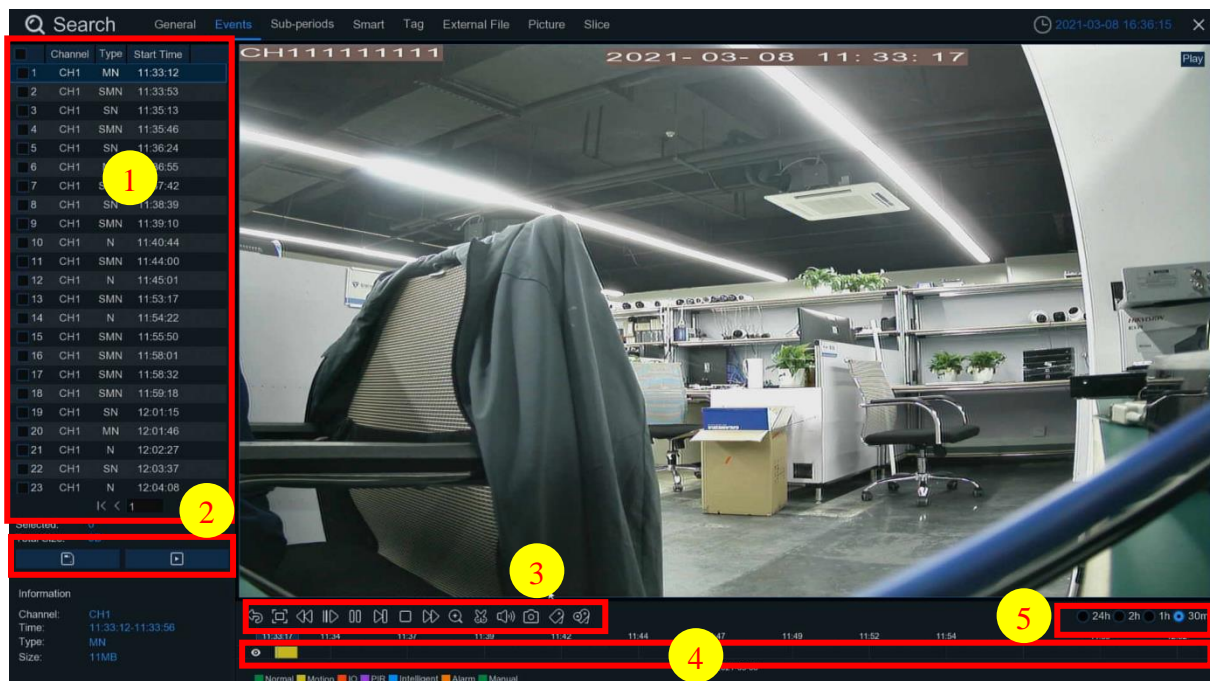 Search General Events Sub-periods Smart Tag External File Picture Slice 2021-03-08 16:36:15
Channel Type Start Time
1 CH1 MN 11:33:12
2 CH1 SMN 11:33:53
3 CH1 SN 11:35:13
4 CH1 SMN 11:35:46
5 CH1 SN 11:36:24
6 CH1
7 CH1
8 CH1 SN 11:38:39
9 CH1 SMN 11:39:10
10 CH1 N 11:40:44
11 CH1 SMN 11:44:00
12 CH1 N 11:45:01
13 CH1 SMN 11:53:17
14 CH1 N 11:54:22
15 CH1 SMN 11:55:50
16 CH1 SMN 11:58:01
17 CH1 SMN 11:58:32
18 CH1 SMN 11:59:18
19 CH1 SN 12:01:15
20 CH1 MN 12:01:46
21 CH1 N 12:02:27
22 CH1 SN 12:03:37
23 CH1 N 12:04:08
1
1
2
Selected: 0
Information
Channel: CH1
Time: 11:33:12-11:33:56
Type: MN
Size: 11MB
CH111111111 2021-03-08 11:33:17
Play
HIKVISION
3
5
24h 2h 1h 30m
11:33:17 11:34 11:37 11:39 11:42 11:44 11:49 11:52 11:54
4
Normal Motion IO PIR Intelligent Alarm Manual